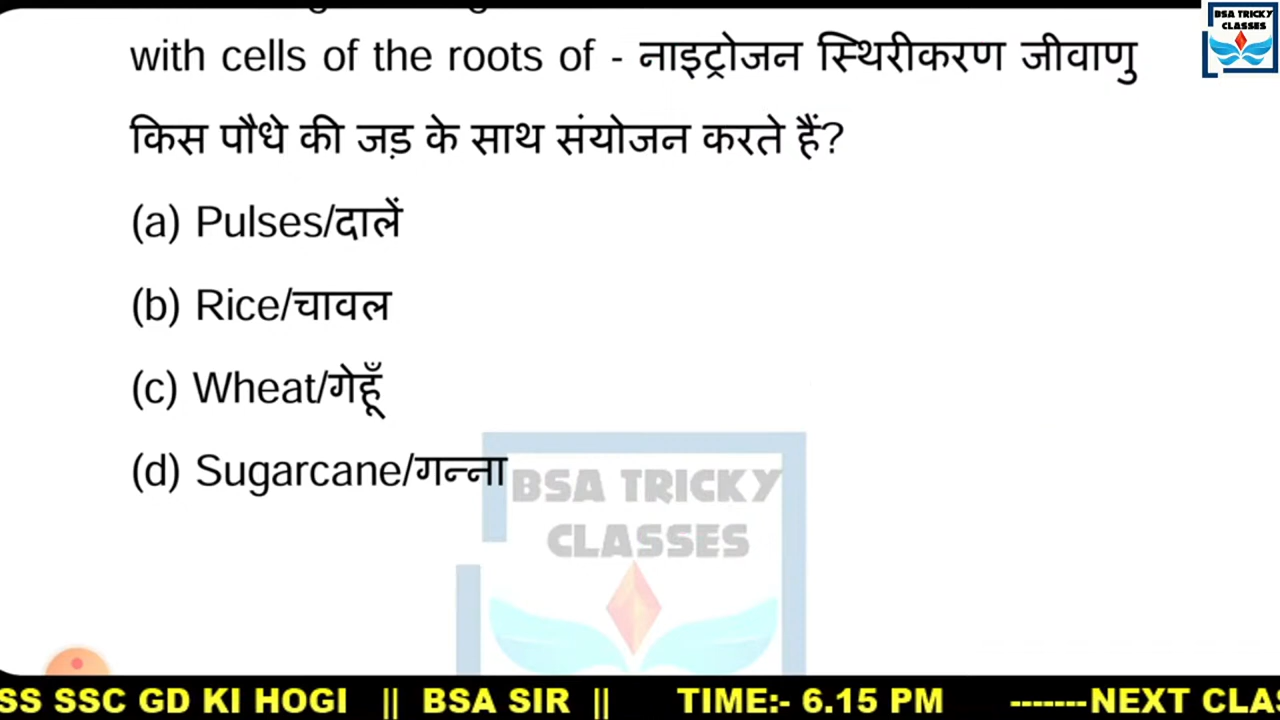 BSA TRICKY
CLASSES
with cells of the roots of - नाइट्रोजन स्थिरीकरण जीवाणु
किस पौधे की जड़ के साथ संयोजन करते हैं?
(a) Pulses/दालें
(b) Rice/चावल
(c) Wheat/गेहूँ
(d) Sugarcane/गन्ना
BSA TRICKY
CLASSES
SS SSC GD KI HOGI || BSA SIR || TIME:- 6.15 PM -------NEXT CLAS